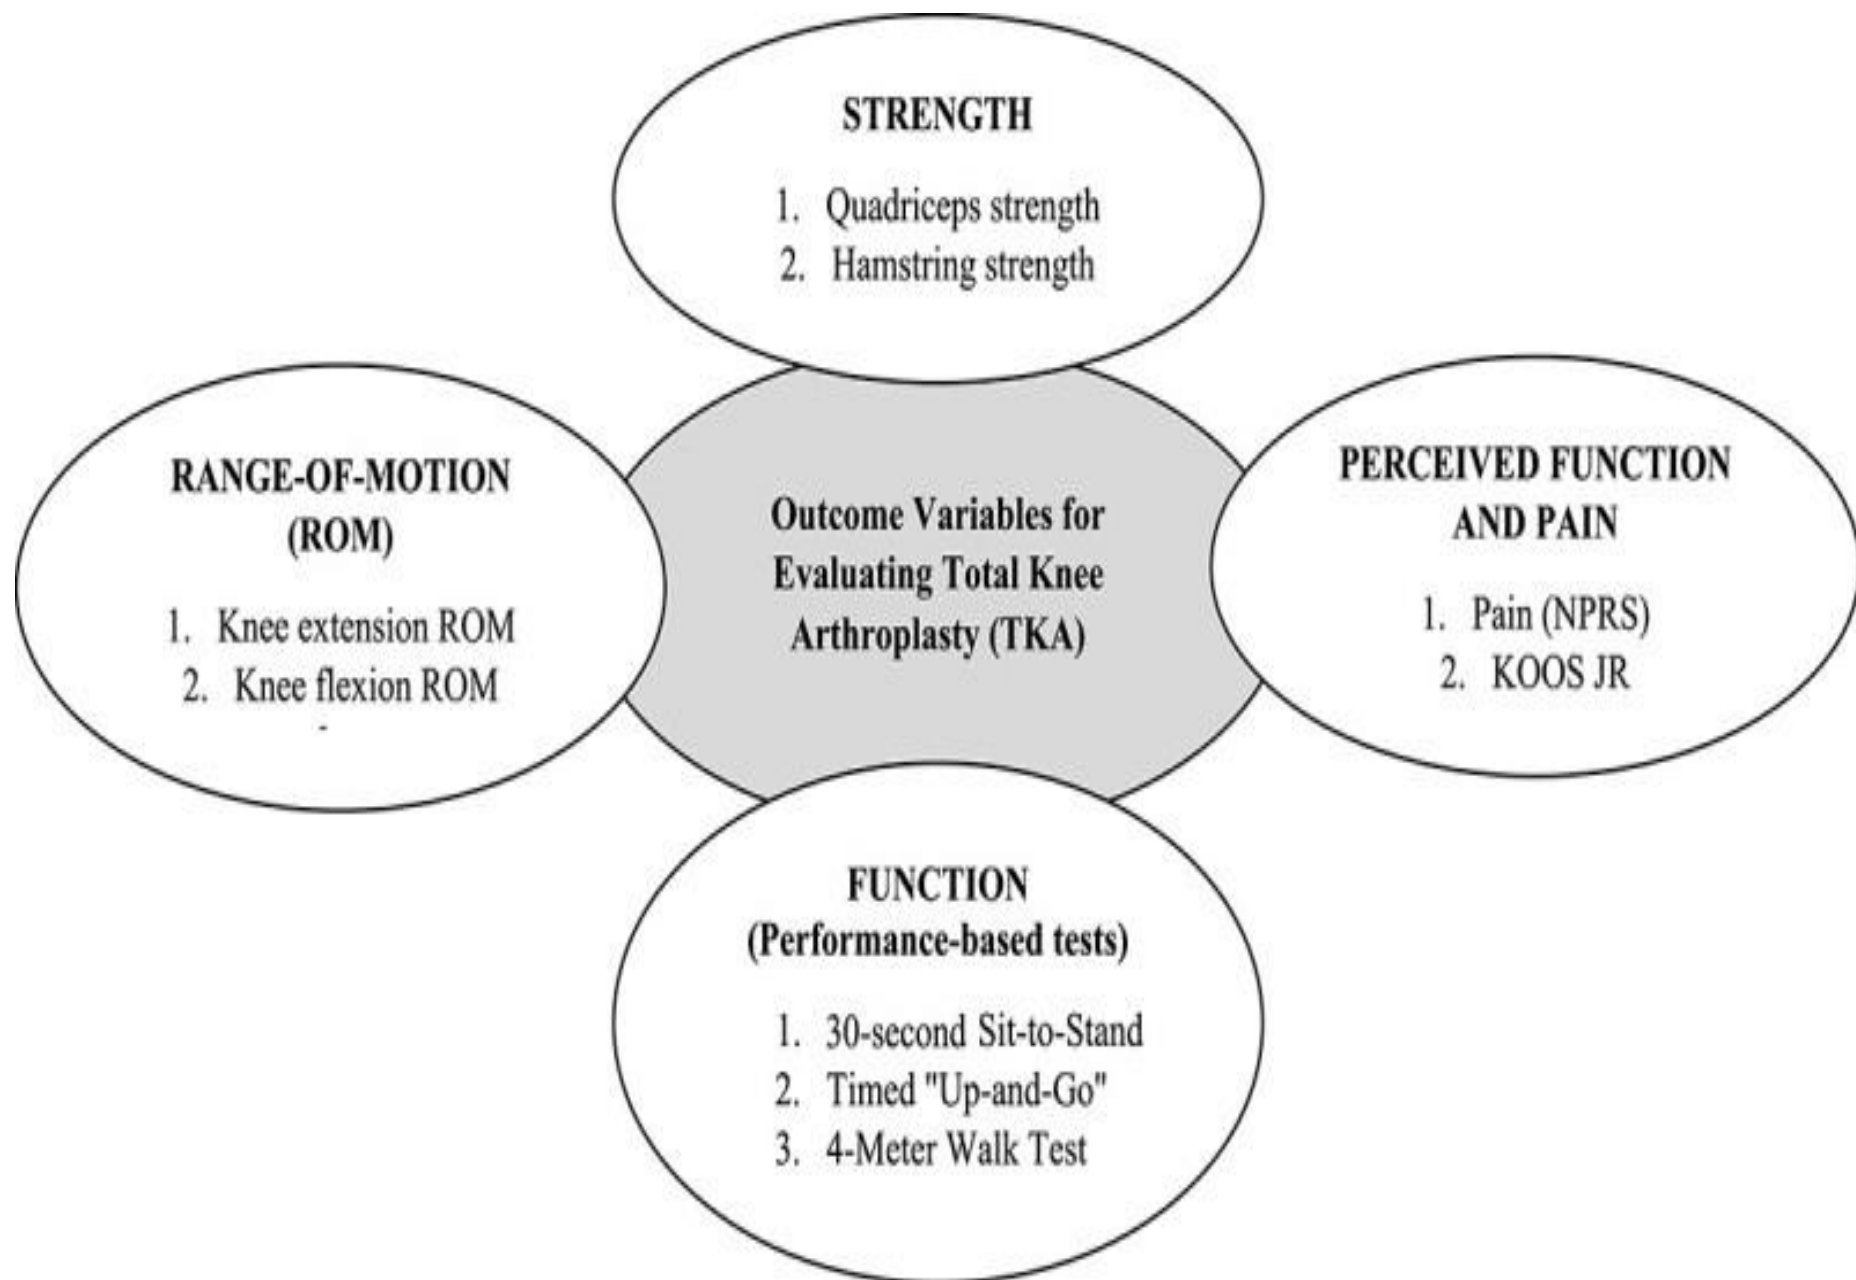 STRENGTH
1. Quadriceps strength
2. Hamstring strength
RANGE-OF-MOTION
(ROM)
1. Knee extension ROM
2. Knee flexion ROM
-
Outcome Variables for
Evaluating Total Knee
Arthroplasty (TKA)
PERCEIVED FUNCTION
AND PAIN
1. Pain (NPRS)
2. KOOS JR
FUNCTION
(Performance-based tests)
1. 30-second Sit-to-Stand
2. Timed "Up-and-Go"
3. 4-Meter Walk Test